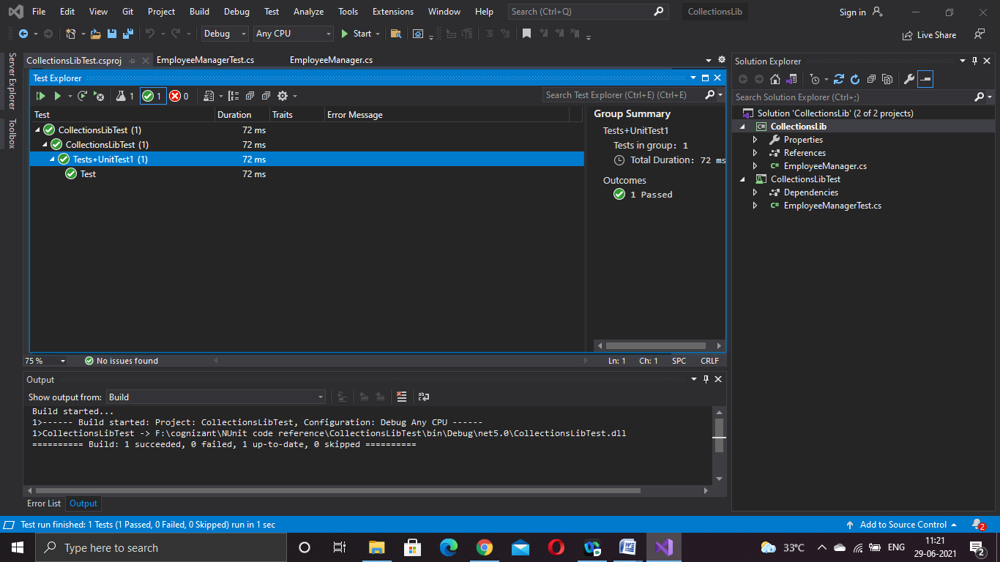 File Edit View Git Project Build Debug Test Analyze Tools Extensions Window Help Search (Ctrl+Q) CollectionsLib Sign in
Debug Any CPU Start Live Share
Server Explorer
Toolbox
CollectionsLibTest.csproj EmployeeManagerTest.cs EmployeeManager.cs
Test Explorer
1 1 0 Search Test Explorer (Ctrl+E) (Ctrl+E)
Test Duration Traits Error Message
CollectionsLibTest (1) 72 ms
CollectionsLibTest (1) 72 ms
Tests+UnitTest1 (1) 72 ms
Test 72 ms
Group Summary
Tests+UnitTest1
Tests in group: 1
Total Duration: 72 ms
Outcomes
1 Passed
75 % No issues found Ln: 1 Ch: 1 SPC CRLF
Output
Show output from: Build
Build started...
1>------ Build started: Project: CollectionsLibTest, Configuration: Debug Any CPU ------
1>CollectionsLibTest -> F:\cognizant\NUnit code reference\CollectionsLibTest\bin\Debug\net5.0\CollectionsLibTest.dll
========== Build: 1 succeeded, 0 failed, 1 up-to-date, 0 skipped ==========
Error List Output
Solution Explorer
Search Solution Explorer (Ctrl+;)
Solution 'CollectionsLib' (2 of 2 projects)
C# CollectionsLib
Properties
References
C# EmployeeManager.cs
CollectionsLibTest
Dependencies
C# EmployeeManagerTest.cs
Test run finished: 1 Tests (1 Passed, 0 Failed, 0 Skipped) run in 1 sec Add to Source Control 2
Type here to search 33°C ENG 11:21
29-06-2021 2